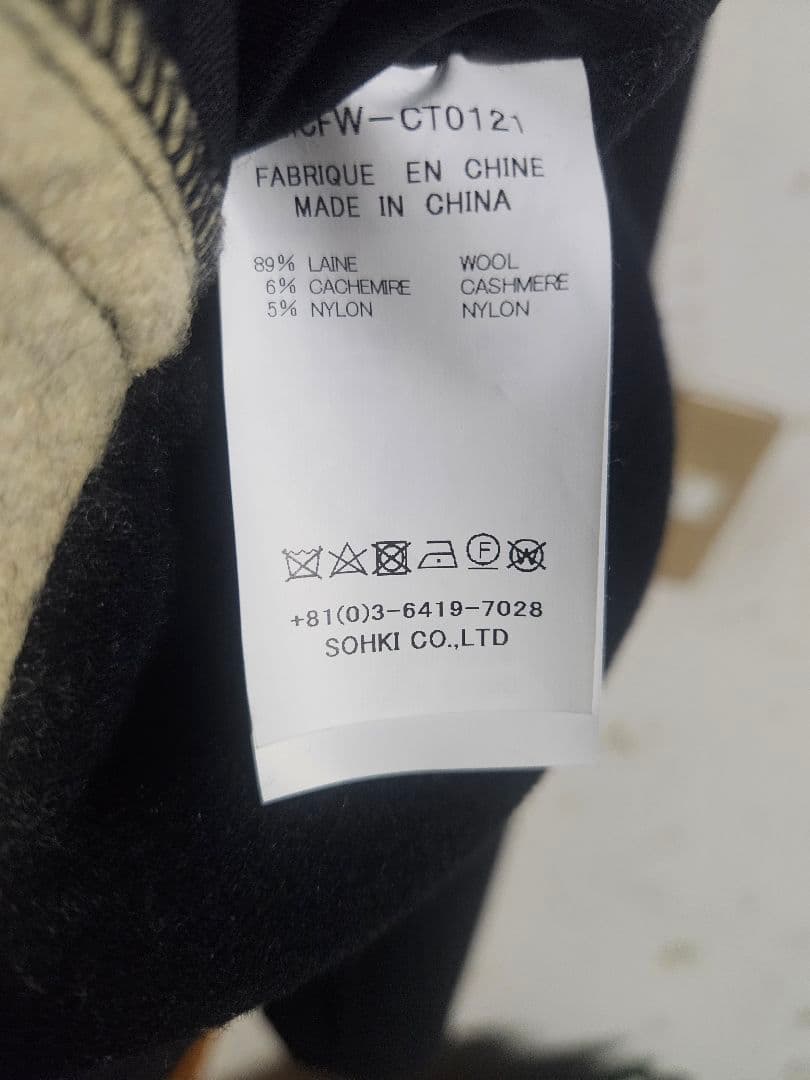 CFW-CT0121
FABRIQUE EN CHINE
MADE IN CHINA
89% LAINE WOOL
6% CACHEMIRE CASHMERE
5% NYLON NYLON
F W
+81(0)3-6419-7028
SOHKI CO.,LTD